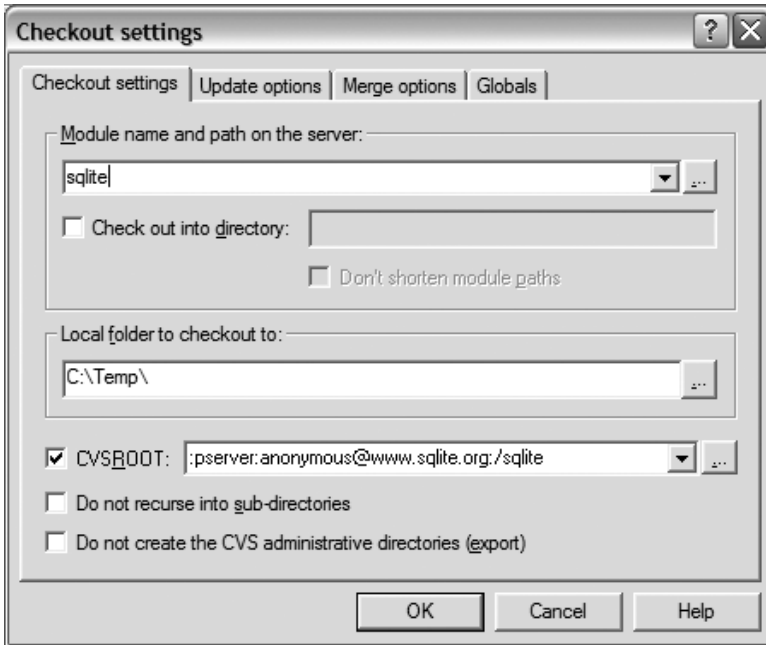 Checkout settings
Checkout settings Update options Merge options Globals
Module name and path on the server:
sqlite
...
Check out into directory:
Don't shorten module paths
Local folder to checkout to:
C:\Temp\
...
CVSROOT: :pserver:anonymous@www.sqlite.org:/sqlite
...
Do not recurse into sub-directories
Do not create the CVS administrative directories (export)
OK Cancel Help